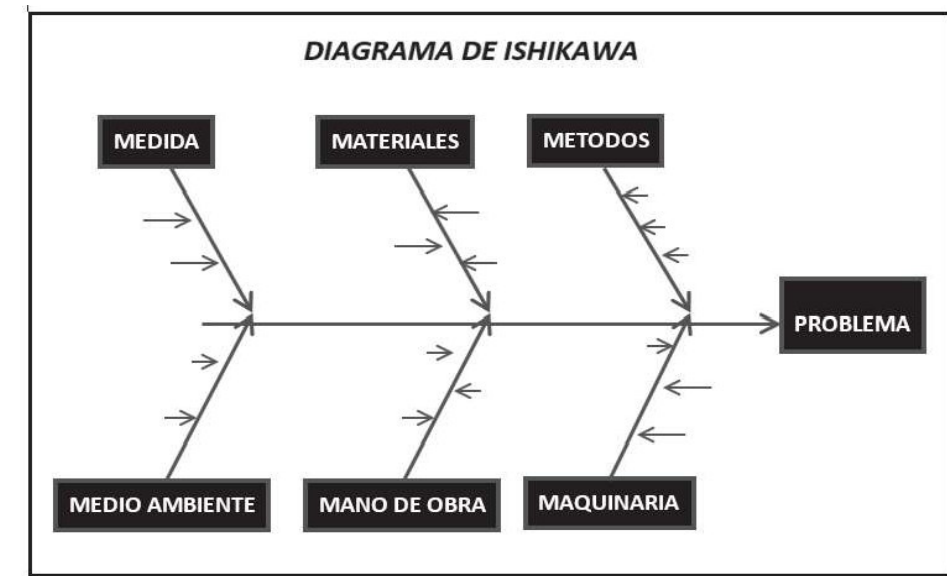 DIAGRAMA DE ISHIKAWA
MEDIDA
MATERIALES
METODOS
PROBLEMA
MEDIO AMBIENTE
MANO DE OBRA
MAQUINARIA